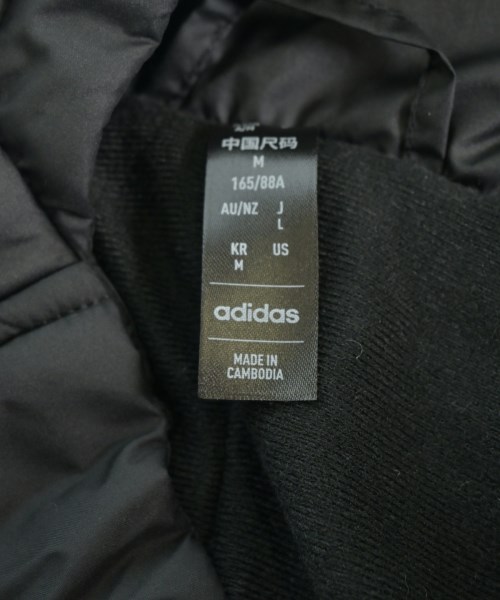 中国尺码
M
165/88A
AU/NZ J
L
KR US
M
adidas
MADE IN
CAMBODIA